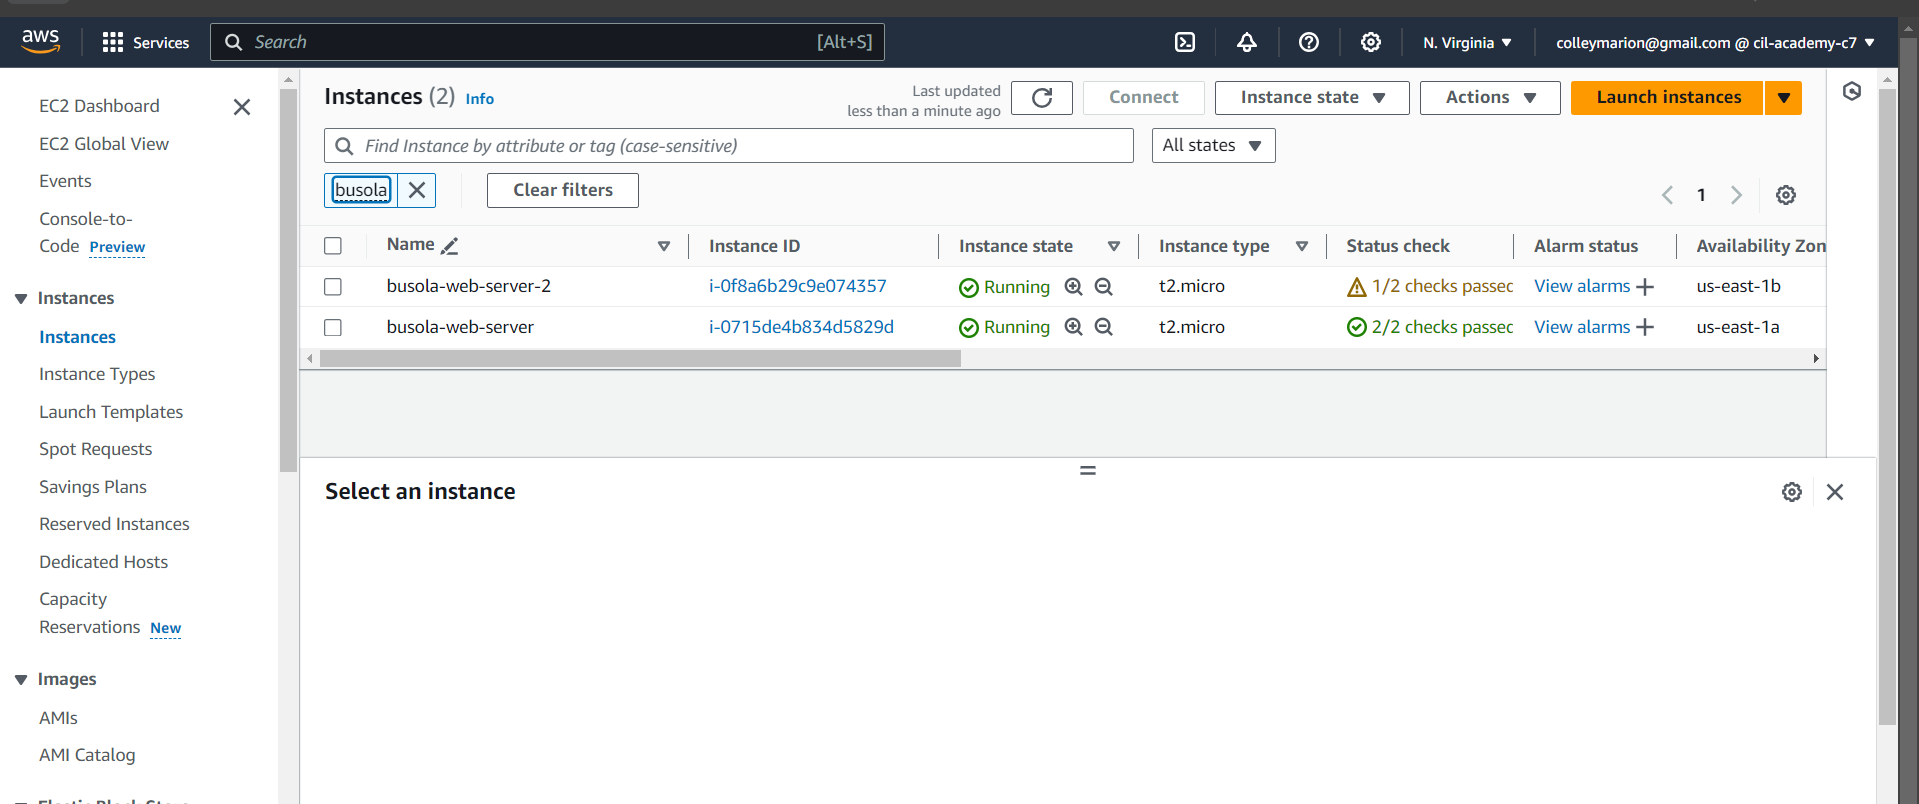 aws
Services
Search
[Alt+S]
N. Virginia
colleymarion@gmail.com @ cil-academy-c7
EC2 Dashboard
EC2 Global View
Events
Console-to-
Code Preview
Instances
Instances
Instance Types
Launch Templates
Spot Requests
Savings Plans
Reserved Instances
Dedicated Hosts
Capacity
Reservations New
Images
AMIs
AMI Catalog
Instances (2) Info
Last updated
less than a minute ago
Connect
Instance state
Actions
Launch instances
Find Instance by attribute or tag (case-sensitive)
All states
busola
Clear filters
1
Name Instance ID Instance state Instance type Status check Alarm status Availability Zon
busola-web-server-2 i-0f8a6b29c9e074357 Running t2.micro 1/2 checks passec View alarms us-east-1b
busola-web-server i-0715de4b834d5829d Running t2.micro 2/2 checks passec View alarms us-east-1a
Select an instance